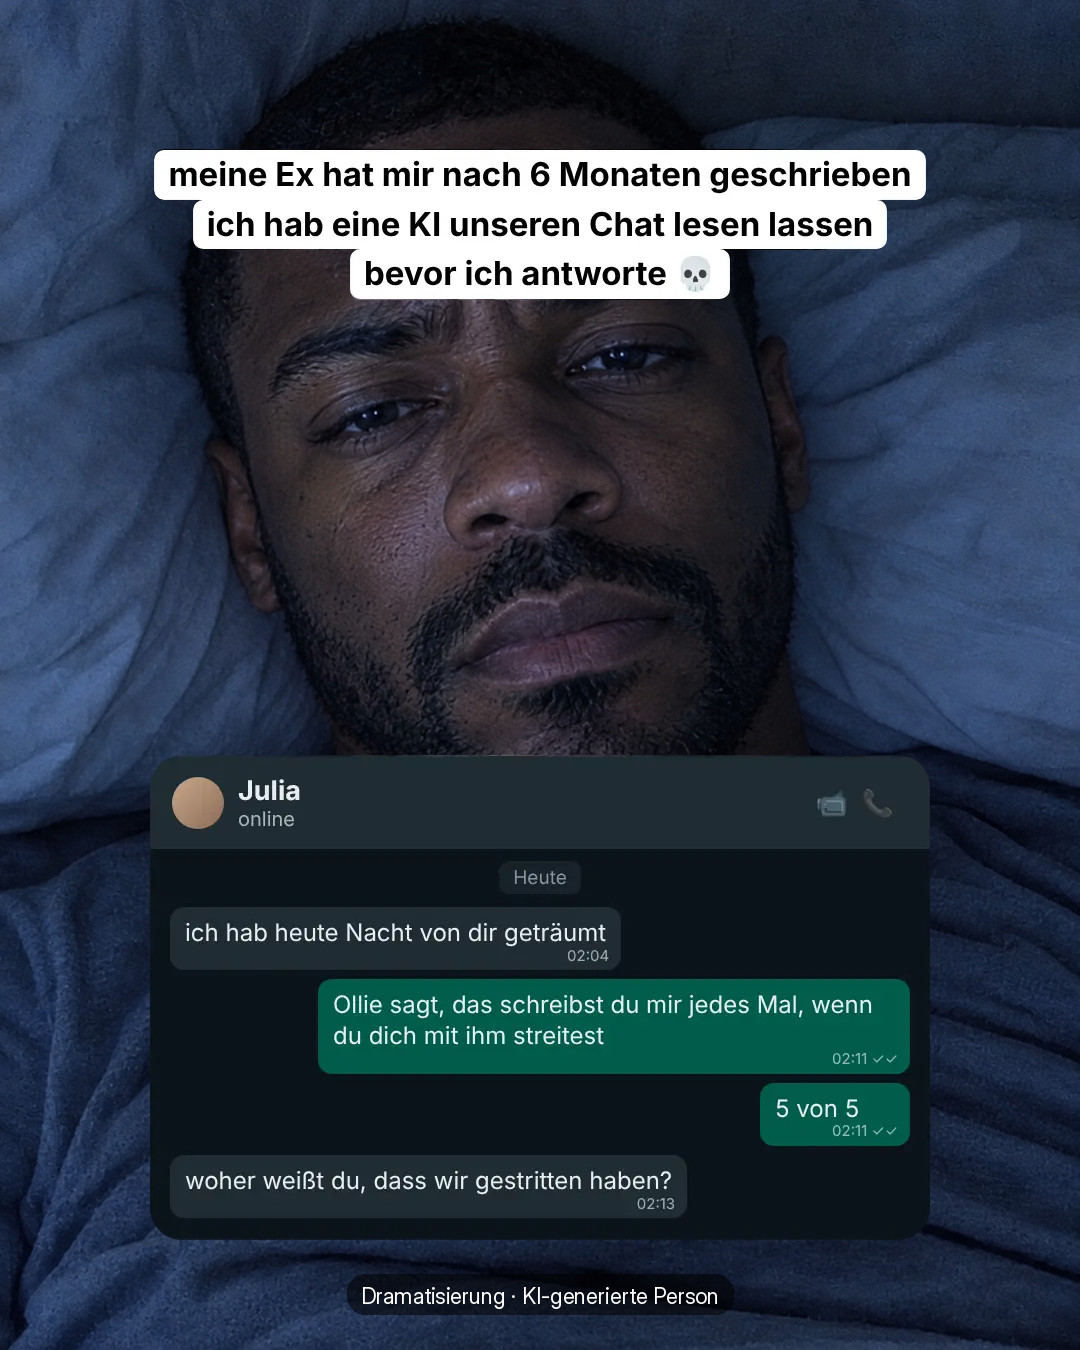 meine Ex hat mir nach 6 Monaten geschrieben
ich hab eine KI unseren Chat lesen lassen
bevor ich antworte 💀
Julia
online
Heute
ich hab heute Nacht von dir geträumt
02:04
Ollie sagt, das schreibst du mir jedes Mal, wenn
du dich mit ihm streitest
02:11 ✓✓
5 von 5
02:11 ✓✓
woher weißt du, dass wir gestritten haben?
02:13
Dramatisierung · KI-generierte Person